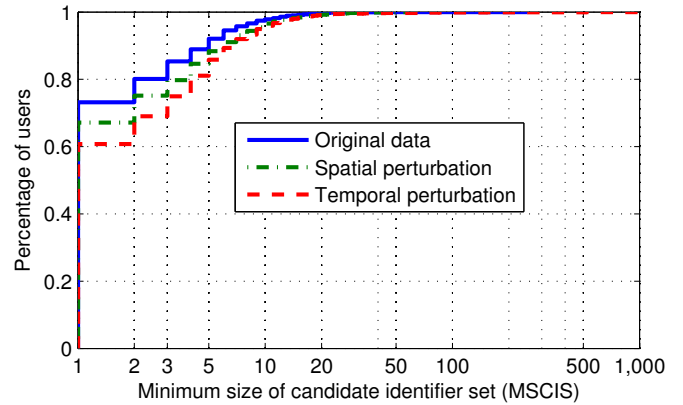 Percentage of users
1
0.8
0.6
0.4
0.2
0
Original data
Spatial perturbation
Temporal perturbation
1 2 3 5 10 20 50 100 500 1,000
Minimum size of candidate identifier set (MSCIS)